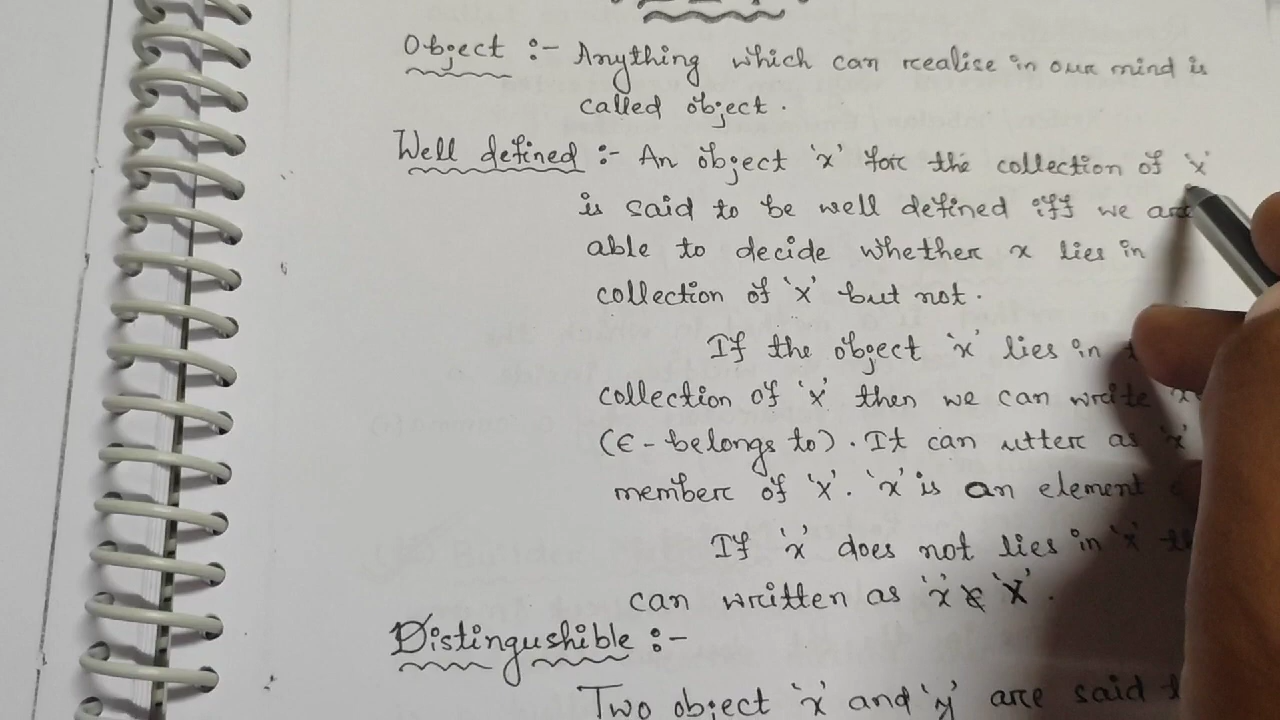 Object :- Anything which can realise in our mind is
called object.
Well defined :- An object 'x' for the collection of 'X'
is said to be well defined iff we are
able to decide whether x lies in
collection of 'X' but not.
If the object 'x' lies in
collection of 'X' then we can write
(∈ - belongs to). It can utter as 'x'
member of 'X'. 'x' is an element
If 'x' does not lies in 'X'
can written as 'x' ∉ 'X'.
Distingushible :-
Two object 'x' and 'y' are said